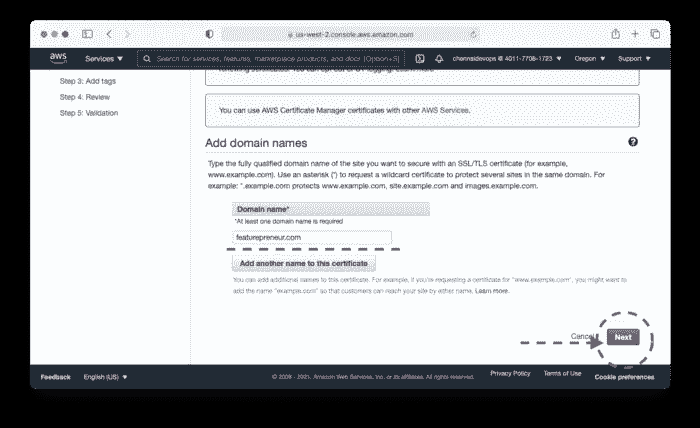 us-west-2.console.aws.amazon.com
aws Services ▼ Search for services, features, marketplace products, and docs [Option+S] chennaidevops @ 4011-7708-1723 ▼ Oregon ▼ Support ▼
Step 3: Add tags
Step 4: Review
Step 5: Validation
You can use AWS Certificate Manager certificates with other AWS Services.
Add domain names
Type the fully qualified domain name of the site you want to secure with an SSL/TLS certificate (for example,
www.example.com). Use an asterisk (*) to request a wildcard certificate to protect several sites in the same domain. For
example: *.example.com protects www.example.com, site.example.com and images.example.com.
Domain name*
*At least one domain name is required
featurepreneur.com
Add another name to this certificate
You can add additional names to this certificate. For example, if you're requesting a certificate for "www.example.com", you might want to
add the name "example.com" so that customers can reach your site by either name. Learn more.
Cancel Next
Feedback English (US) ▼ © 2008 - 2021, Amazon Web Services, Inc. or its affiliates. All rights reserved. Privacy Policy Terms of Use Cookie preferences